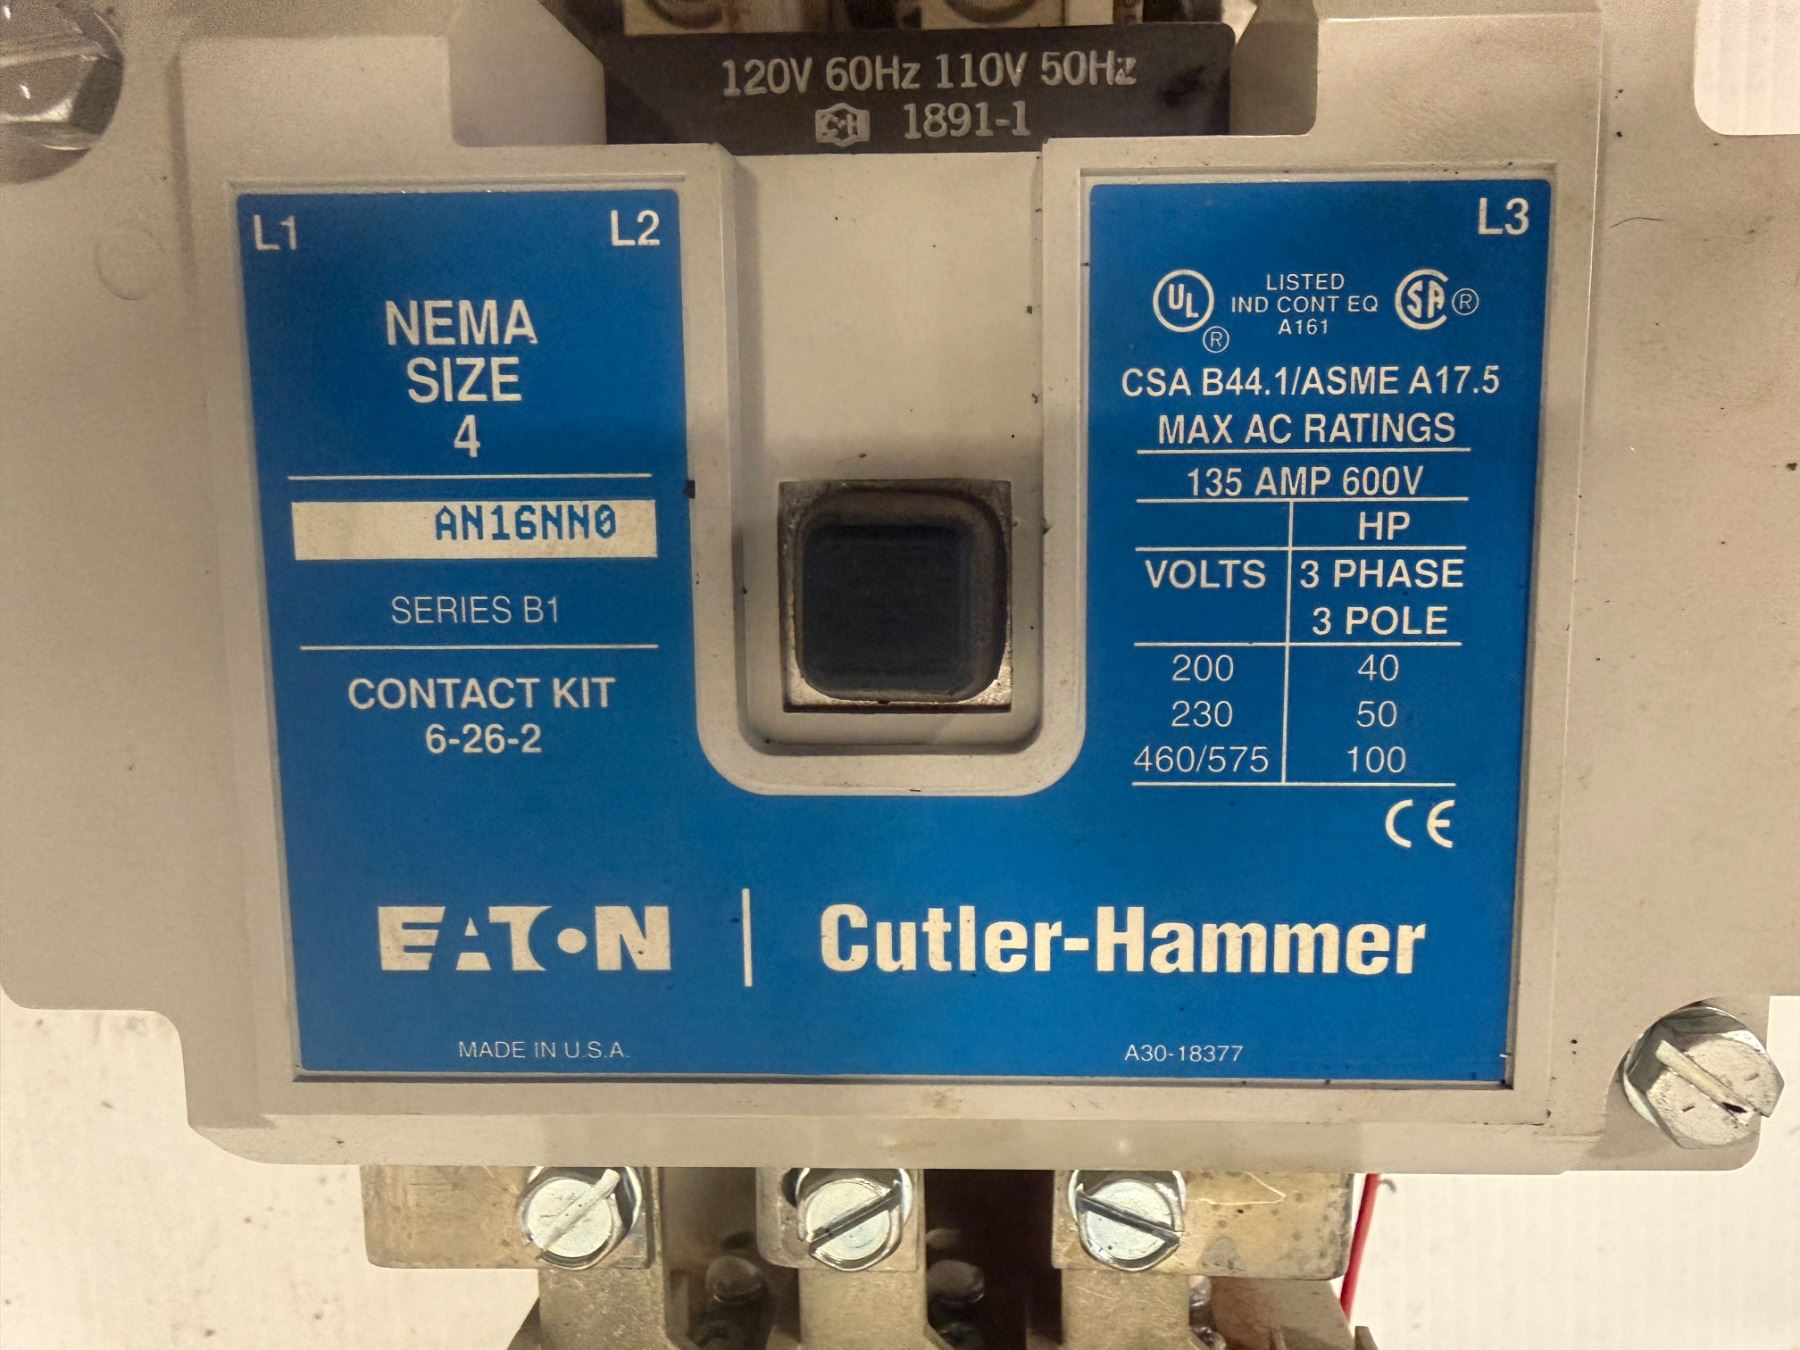 120V 60Hz 110V 50Hz
C-H 1891-1
L1 L2
NEMA
SIZE
4
AN16NN0
SERIES B1
CONTACT KIT
6-26-2
L3
UL ® LISTED
IND CONT EQ
A161
SA ®
CSA B44.1/ASME A17.5
MAX AC RATINGS
135 AMP 600V
HP
VOLTS 3 PHASE
3 POLE
200 40
230 50
460/575 100
CE
EATON | Cutler-Hammer
MADE IN U.S.A.
A30-18377